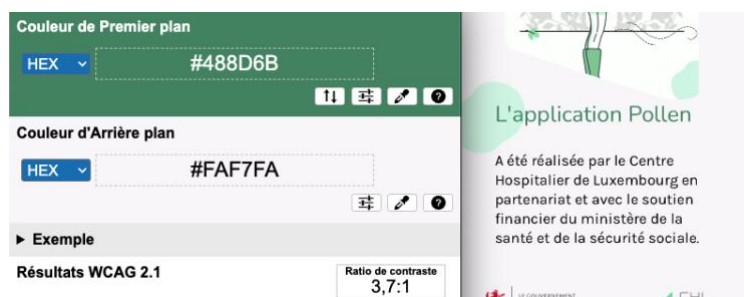 Couleur de Premier plan
HEX
#488D6B
Couleur d'Arrière plan
HEX
#FAF7FA
▶ Exemple
Résultats WCAG 2.1
Ratio de contraste
3,7:1
L'application Pollen
A été réalisée par le Centre
Hospitalier de Luxembourg en
partenariat et avec le soutien
financier du ministère de la
santé et de la sécurité sociale.